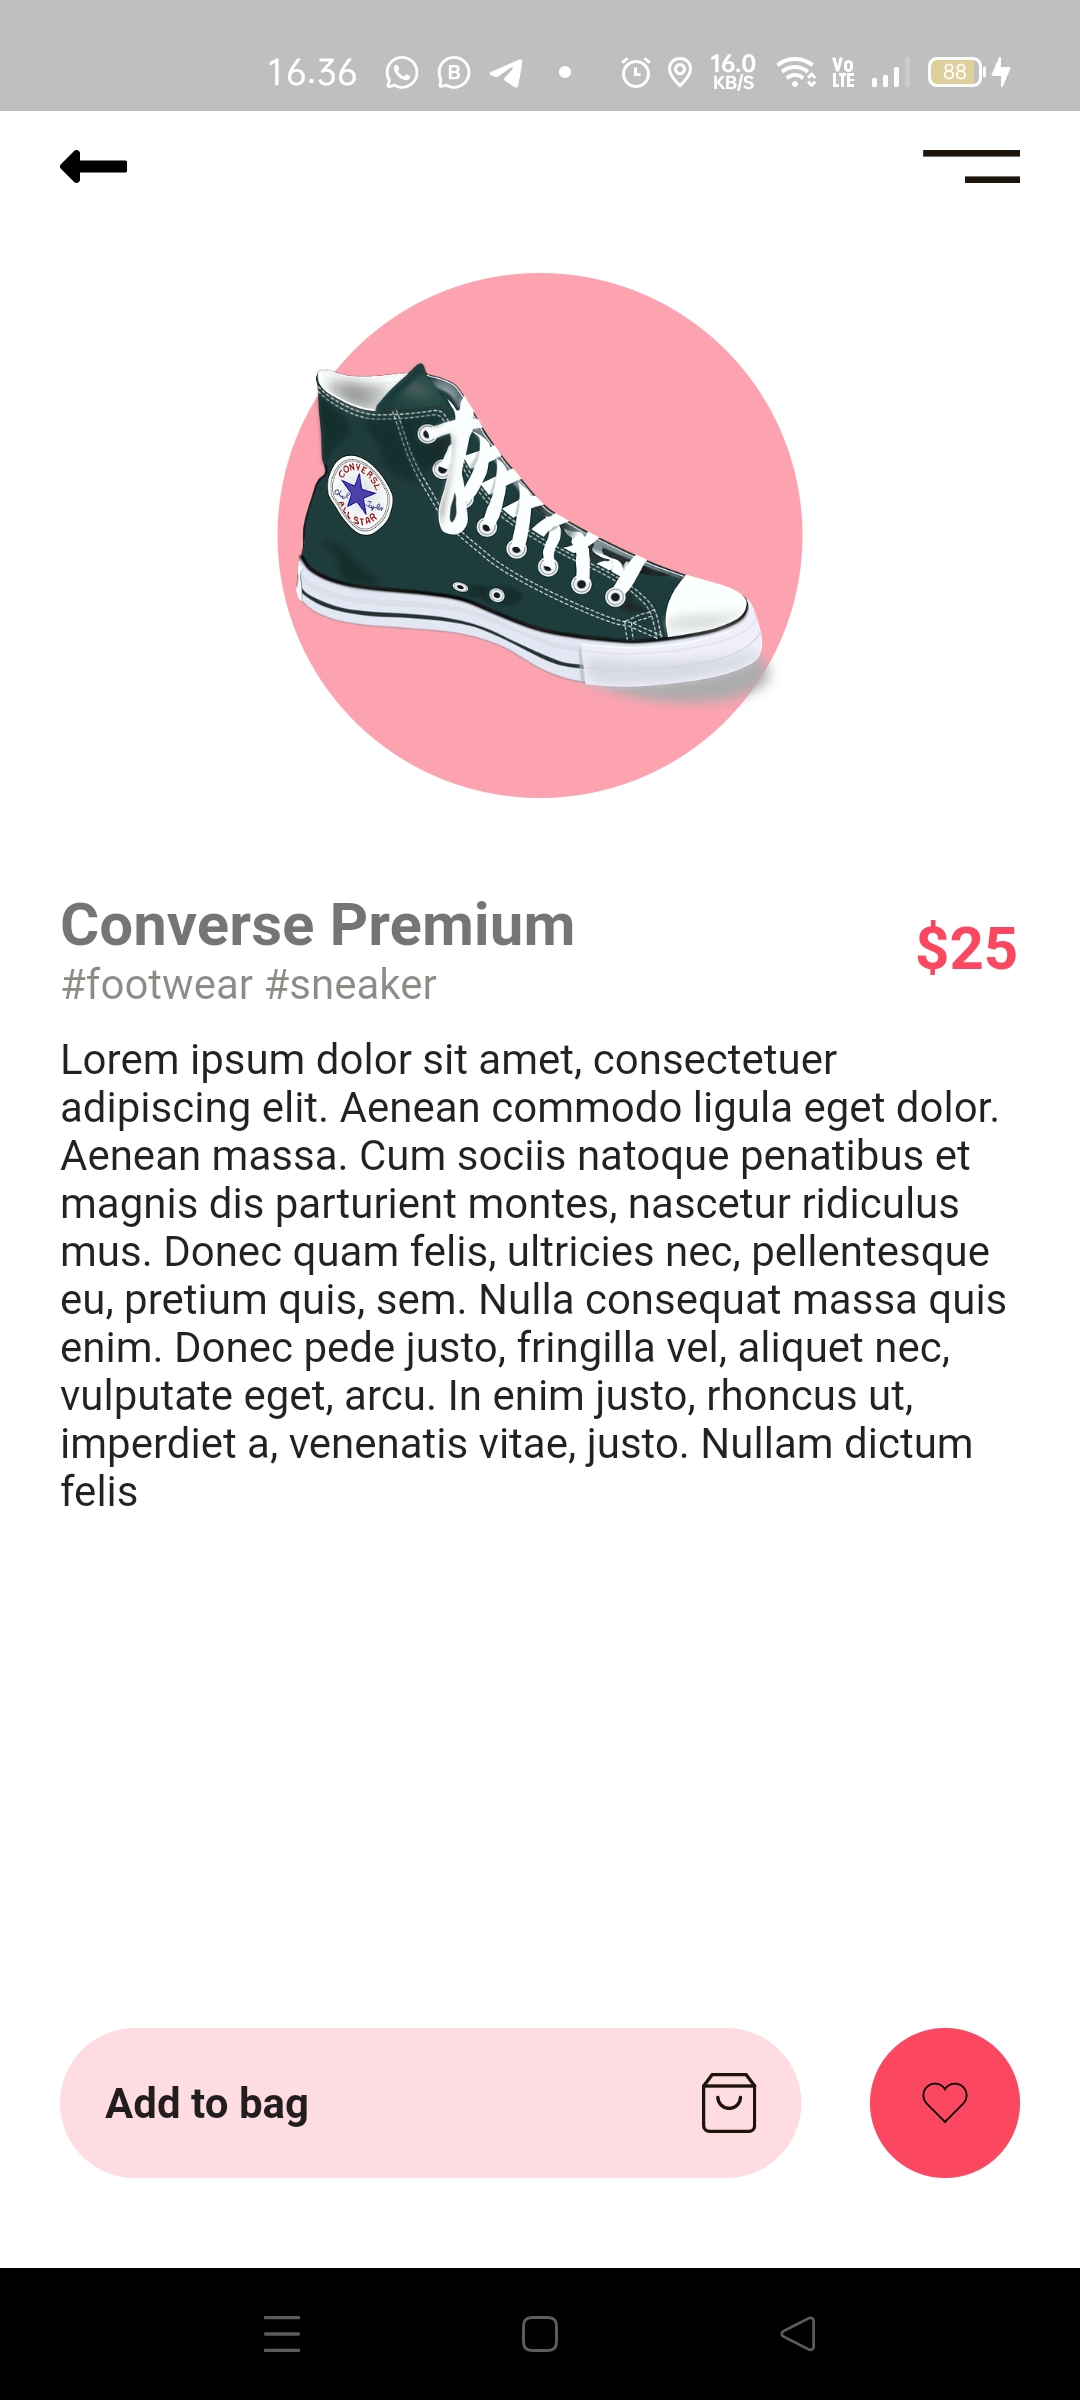 16.36 16.0 KB/S Vo LTE 88
CONVERSE
ALL STAR
Converse Premium
$25
#footwear #sneaker
Lorem ipsum dolor sit amet, consectetuer
adipiscing elit. Aenean commodo ligula eget dolor.
Aenean massa. Cum sociis natoque penatibus et
magnis dis parturient montes, nascetur ridiculus
mus. Donec quam felis, ultricies nec, pellentesque
eu, pretium quis, sem. Nulla consequat massa quis
enim. Donec pede justo, fringilla vel, aliquet nec,
vulputate eget, arcu. In enim justo, rhoncus ut,
imperdiet a, venenatis vitae, justo. Nullam dictum
felis
Add to bag